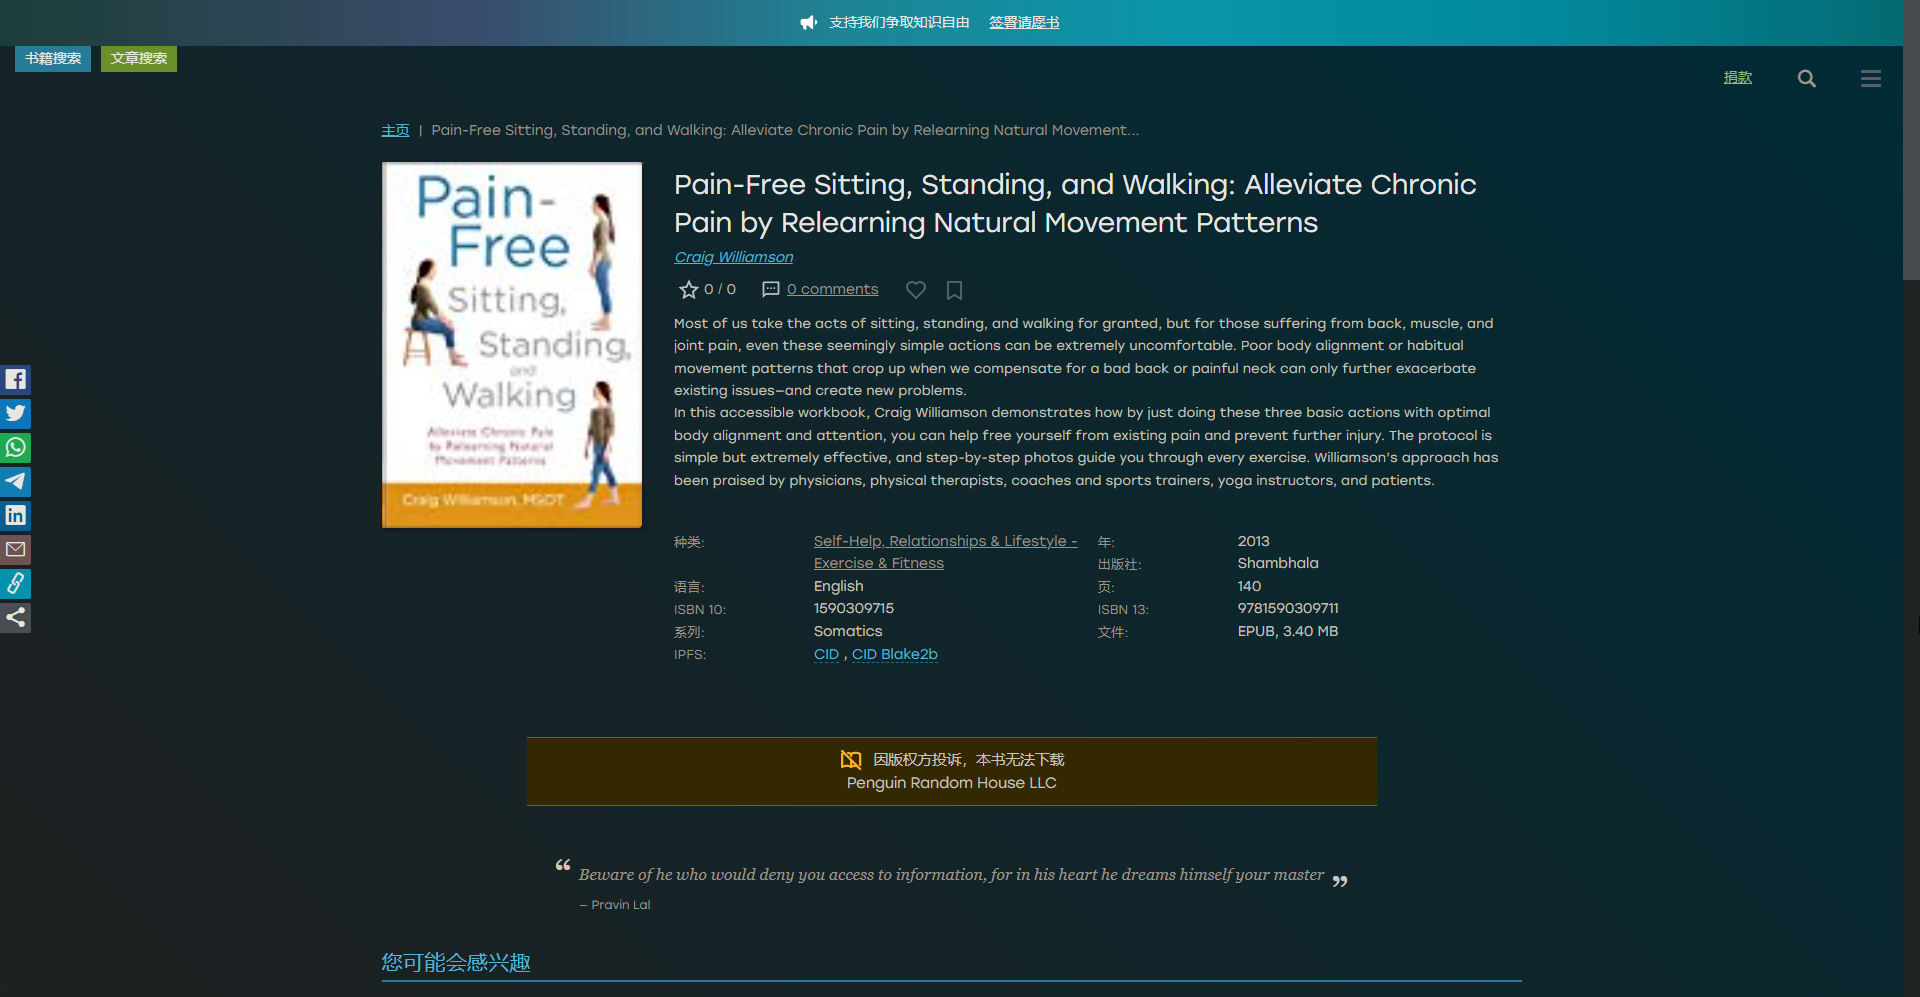 支持我们争取知识自由 签署请愿书
书籍搜索 文章搜索
捐款
主页 | Pain-Free Sitting, Standing, and Walking: Alleviate Chronic Pain by Relearning Natural Movement...
Pain-
Free
Sitting,
Standing,
and
Walking
Alleviate Chronic Pain
by Relearning Natural
Movement Patterns
Craig Williamson, MSOT
Pain-Free Sitting, Standing, and Walking: Alleviate Chronic
Pain by Relearning Natural Movement Patterns
Craig Williamson
0 / 0 0 comments
Most of us take the acts of sitting, standing, and walking for granted, but for those suffering from back, muscle, and
joint pain, even these seemingly simple actions can be extremely uncomfortable. Poor body alignment or habitual
movement patterns that crop up when we compensate for a bad back or painful neck can only further exacerbate
existing issues—and create new problems.
In this accessible workbook, Craig Williamson demonstrates how by just doing these three basic actions with optimal
body alignment and attention, you can help free yourself from existing pain and prevent further injury. The protocol is
simple but extremely effective, and step-by-step photos guide you through every exercise. Williamson's approach has
been praised by physicians, physical therapists, coaches and sports trainers, yoga instructors, and patients.
种类: Self-Help, Relationships & Lifestyle - 年: 2013
Exercise & Fitness 出版社: Shambhala
语言: English 页: 140
ISBN 10: 1590309715 ISBN 13: 9781590309711
系列: Somatics 文件: EPUB, 3.40 MB
IPFS: CID , CID Blake2b
因版权方投诉，本书无法下载
Penguin Random House LLC
“ Beware of he who would deny you access to information, for in his heart he dreams himself your master ”
– Pravin Lal
您可能会感兴趣